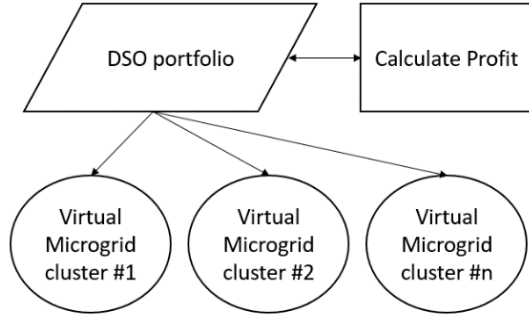 DSO portfolio
Calculate Profit
Virtual
Microgrid
cluster #1
Virtual
Microgrid
cluster #2
Virtual
Microgrid
cluster #n